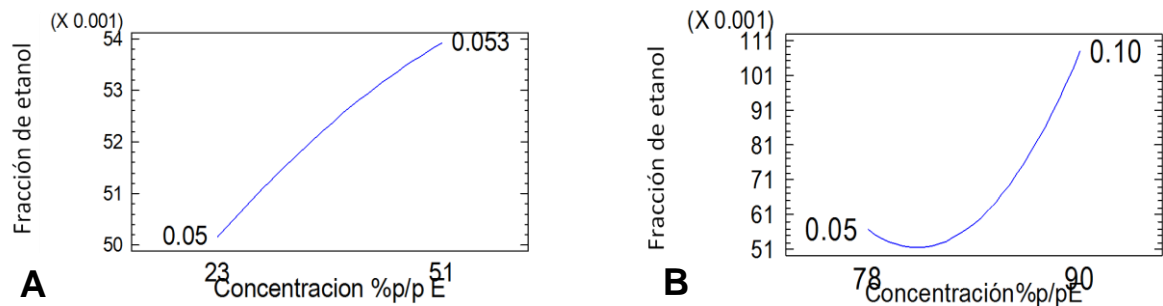 (X 0.001)
Fracción de etanol
54
53
52
51
50
0.053
0.05
23
51
Concentracion %p/p E
A
(X 0.001)
Fracción de etanol
111
101
91
81
71
61
51
0.10
0.05
78
90
Concentración%p/pE
B